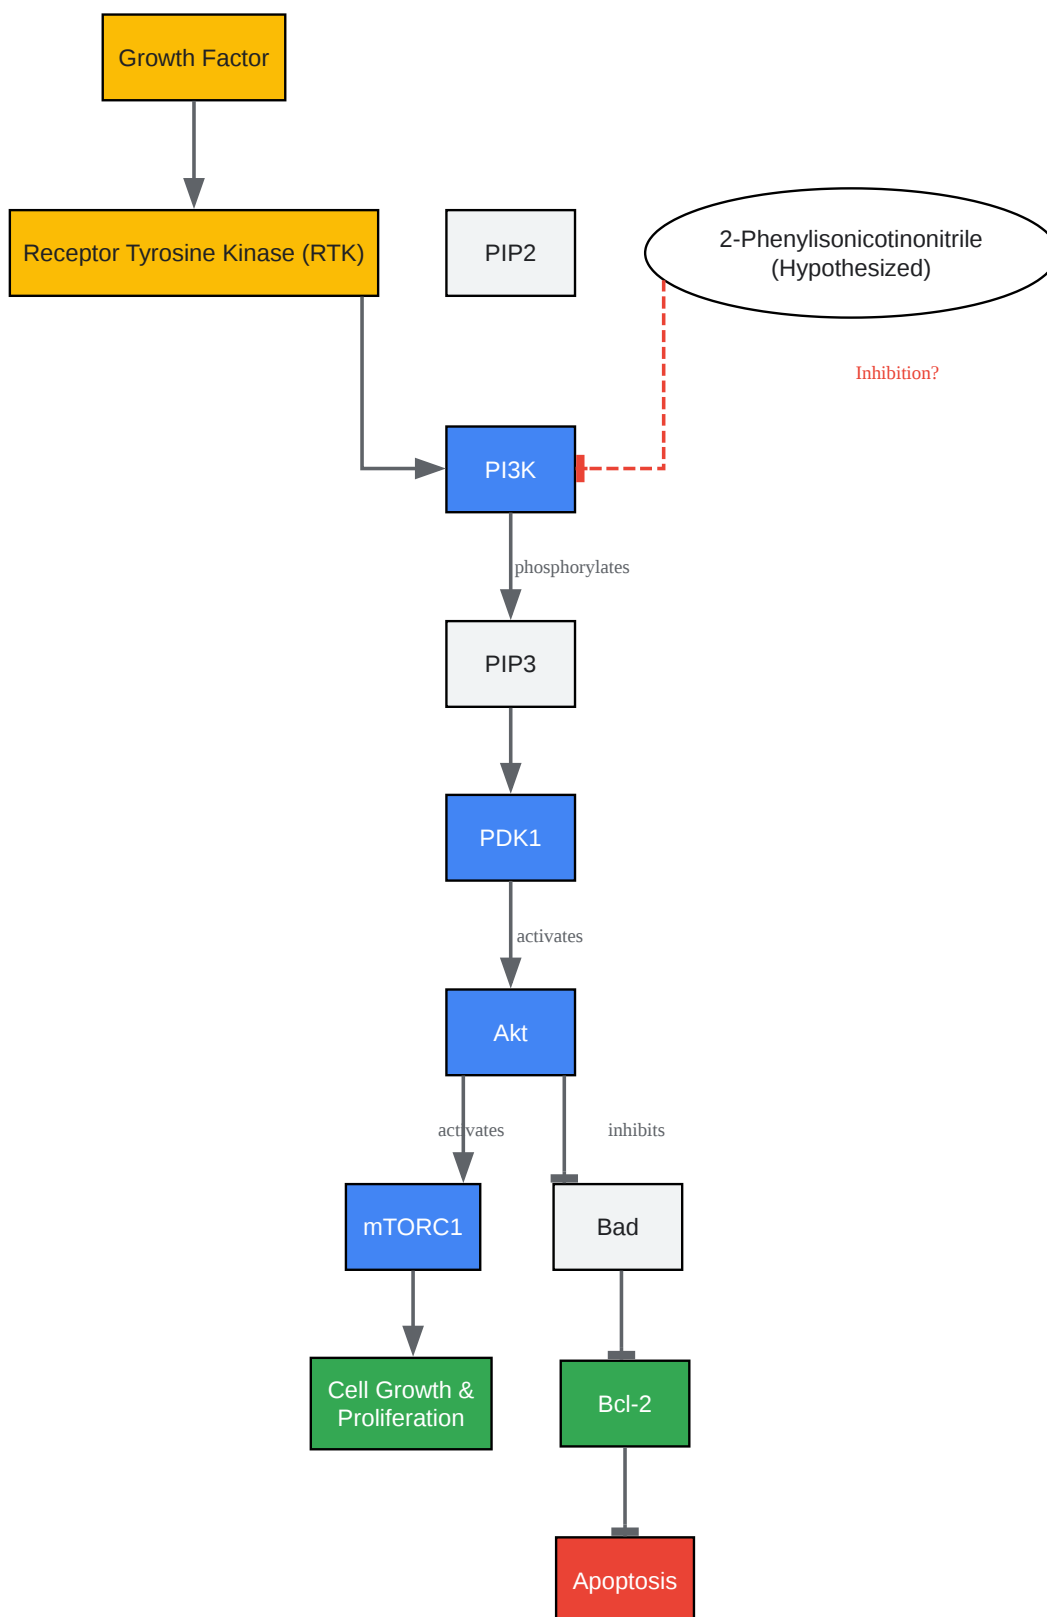 Growth Factor
Receptor Tyrosine Kinase (RTK)
PIP2
2-Phenylisonicotinonitrile
(Hypothesized)
Inhibition?
PI3K
phosphorylates
PIP3
PDK1
activates
Akt
activates
inhibits
mTORC1
Bad
Cell Growth &
Proliferation
Bcl-2
Apoptosis